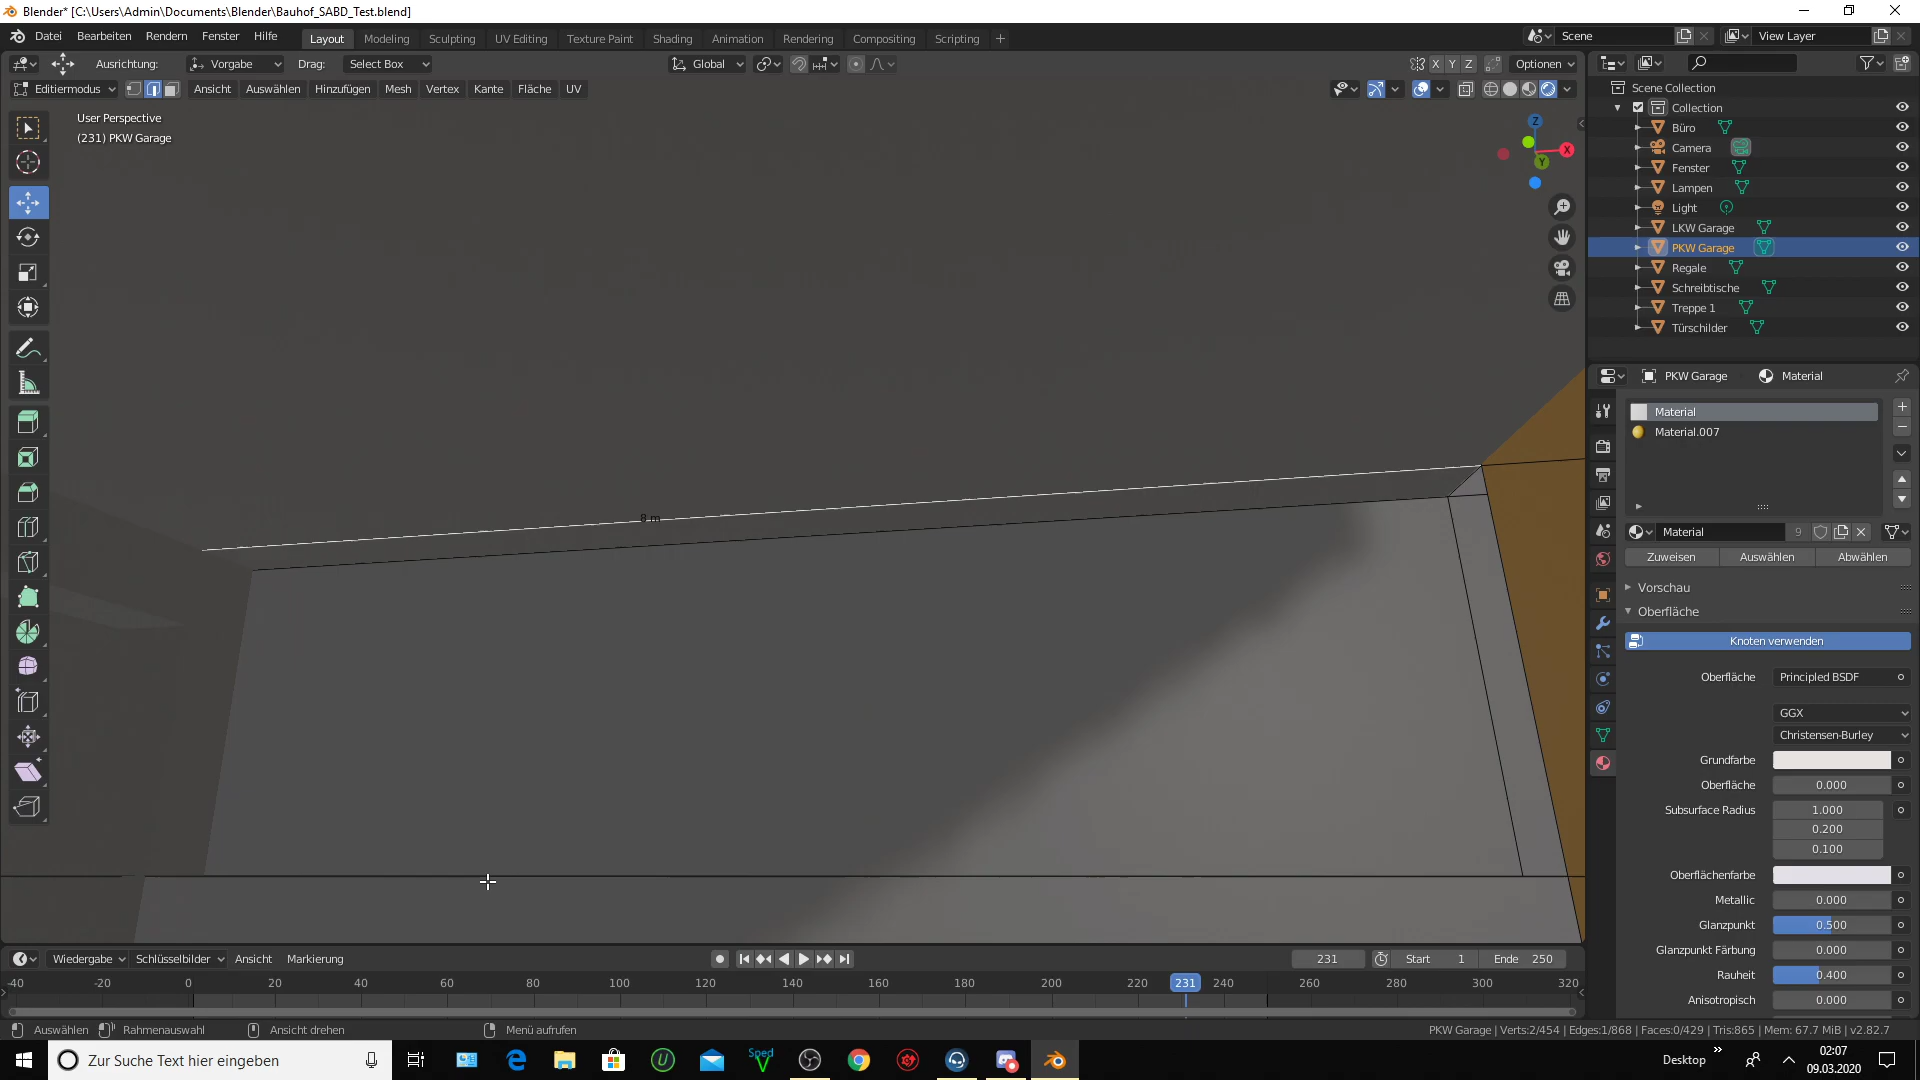 Blender* [C:\Users\Admin\Documents\Blender\Bauhof_SABD_Test.blend]
Datei Bearbeiten Rendern Fenster Hilfe Layout Modeling Sculpting UV Editing Texture Paint Shading Animation Rendering Compositing Scripting + Scene View Layer
Ausrichtung: Vorgabe Drag: Select Box Global X Y Z Optionen
Editiermodus Ansicht Auswählen Hinzufügen Mesh Vertex Kante Fläche UV
User Perspective
(231) PKW Garage
Z
X
Y
8 m
Scene Collection
Collection
Büro
Camera
Fenster
Lampen
Light
LKW Garage
PKW Garage
Regale
Schreibtische
Treppe 1
Türschilder
PKW Garage Material
Material
Material.007
Material 9
Zuweisen Auswählen Abwählen
Vorschau
Oberfläche
Knoten verwenden
Oberfläche Principled BSDF
GGX
Christensen-Burley
Grundfarbe
Oberfläche 0.000
Subsurface Radius 1.000
0.200
0.100
Oberflächenfarbe
Metallic 0.000
Glanzpunkt 0.500
Glanzpunkt Färbung 0.000
Rauheit 0.400
Anisotropisch 0.000
Wiedergabe Schlüsselbilder Ansicht Markierung 231 Start 1 Ende 250
-40 -20 0 20 40 60 80 100 120 140 160 180 200 220 231 240 260 280 300 320
Auswählen Rahmenauswahl Ansicht drehen Menü aufrufen PKW Garage | Verts:2/454 | Edges:1/868 | Faces:0/429 | Tris:865 | Mem: 67.7 MiB | v2.82.7
Zur Suche Text hier eingeben Sped V Desktop 02:07
09.03.2020